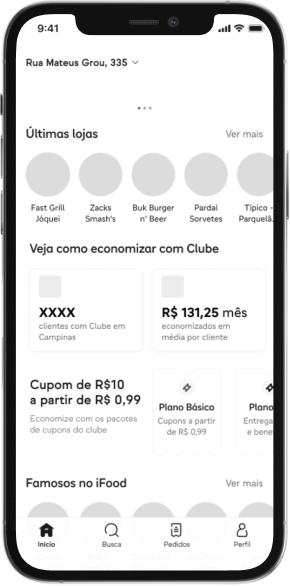 9:41
Rua Mateus Grou, 335
Últimas lojas
Ver mais
Fast Grill
Jóquei
Zacks
Smash's
Buk Burger
n' Beer
Pardal
Sorvetes
Típico -
Parquelâ
Veja como economizar com Clube
XXXX
clientes com Clube em
Campinas
R$ 131,25 mês
economizados em
média por cliente
Cupom de R$10
a partir de R$ 0,99
Economize com os pacotes
de cupons do clube
Plano Básico
Cupons a partir
de R$ 0,99
Plano
Entrega
e bene
Famosos no iFood
Ver mais
Início
Busca
Pedidos
Perfil